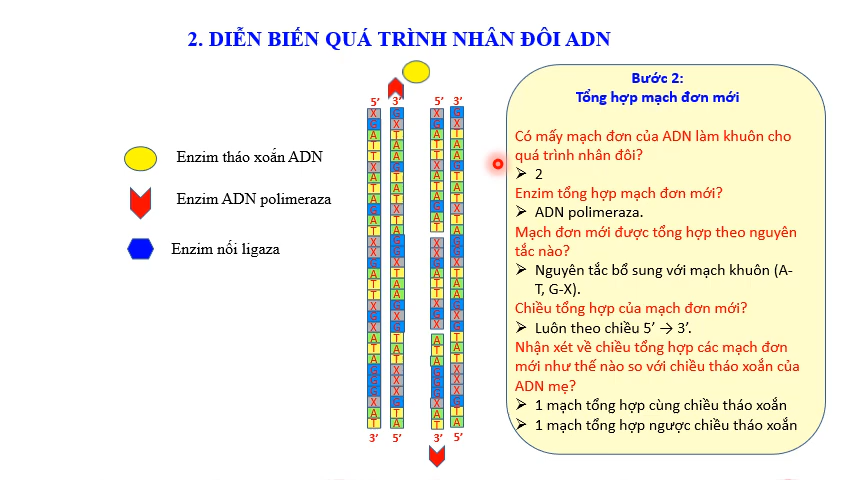 2. DIỄN BIẾN QUÁ TRÌNH NHÂN ĐÔI ADN
Enzim tháo xoắn ADN
Enzim ADN polimeraza
Enzim nối ligaza
5’ 3’ 5’ 3’
3’ 5’ 3’ 5’
Bước 2:
Tổng hợp mạch đơn mới
Có mấy mạch đơn của ADN làm khuôn cho
quá trình nhân đôi?
➢ 2
Enzim tổng hợp mạch đơn mới?
➢ ADN polimeraza.
Mạch đơn mới được tổng hợp theo nguyên
tắc nào?
➢ Nguyên tắc bổ sung với mạch khuôn (A-
T, G-X).
Chiều tổng hợp của mạch đơn mới?
➢ Luôn theo chiều 5’ → 3’.
Nhận xét về chiều tổng hợp các mạch đơn
mới như thế nào so với chiều tháo xoắn của
ADN mẹ?
➢ 1 mạch tổng hợp cùng chiều tháo xoắn
➢ 1 mạch tổng hợp ngược chiều tháo xoắn